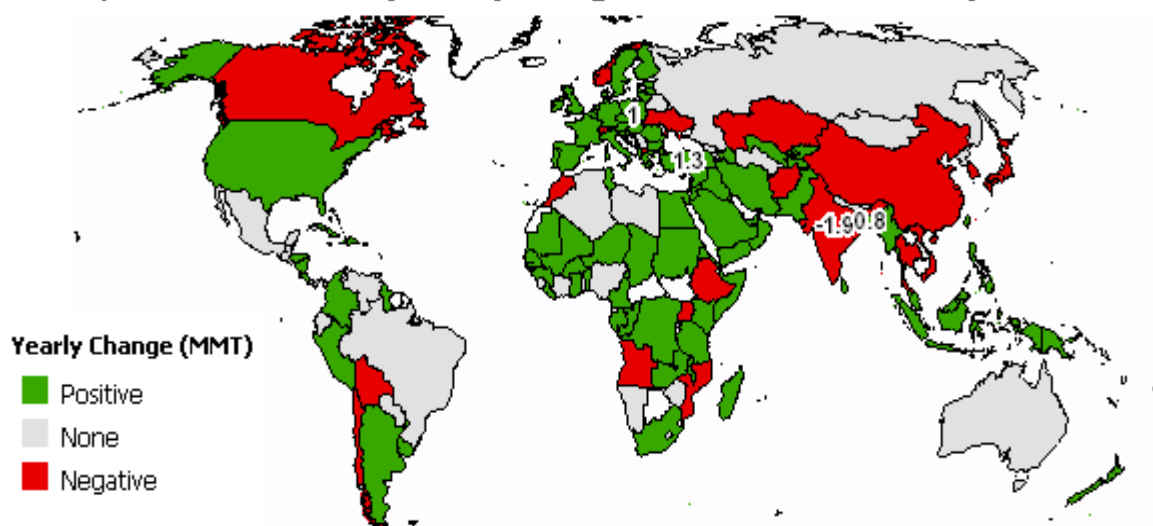 1
1.3
-1.9
0.8
Yearly Change (MMT)
Positive
None
Negative